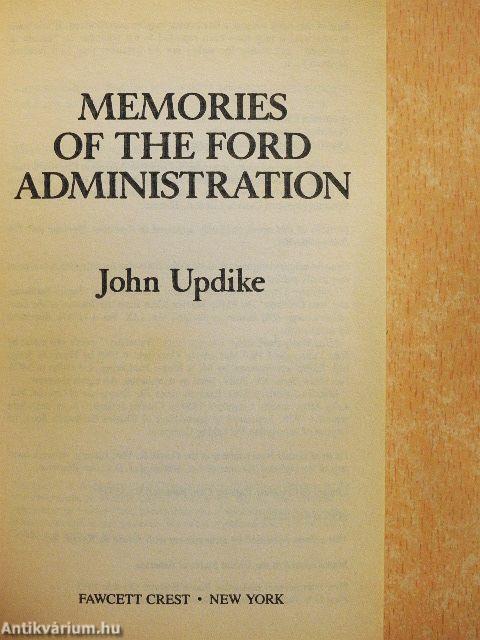 MEMORIES
OF THE FORD
ADMINISTRATION
John Updike
FAWCETT CREST • NEW YORK
Antikvárium.hu